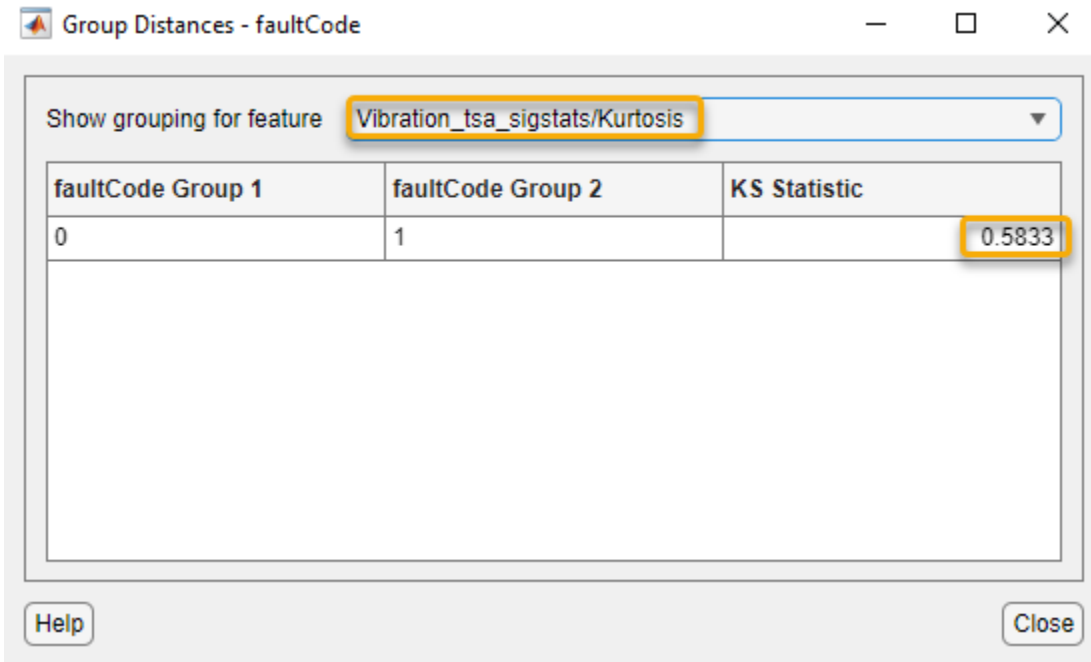 Group Distances - faultCode
Show grouping for feature Vibration_tsa_sigstats/Kurtosis
faultCode Group 1 faultCode Group 2 KS Statistic
0 1 0.5833
Help Close